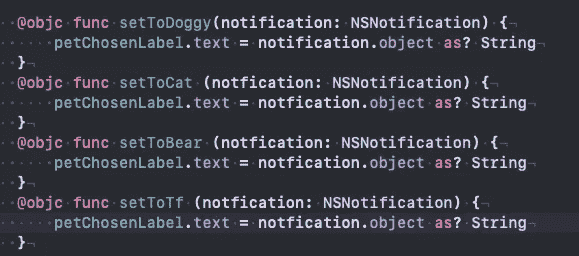 @objc func setToDoggy(notification: NSNotification) {
petChosenLabel.text = notification.object as? String
}
@objc func setToCat (notfication: NSNotification) {
petChosenLabel.text = notfication.object as? String
}
@objc func setToBear (notfication: NSNotification) {
petChosenLabel.text = notfication.object as? String
}
@objc func setToTf (notfication: NSNotification) {
petChosenLabel.text = notfication.object as? String
}